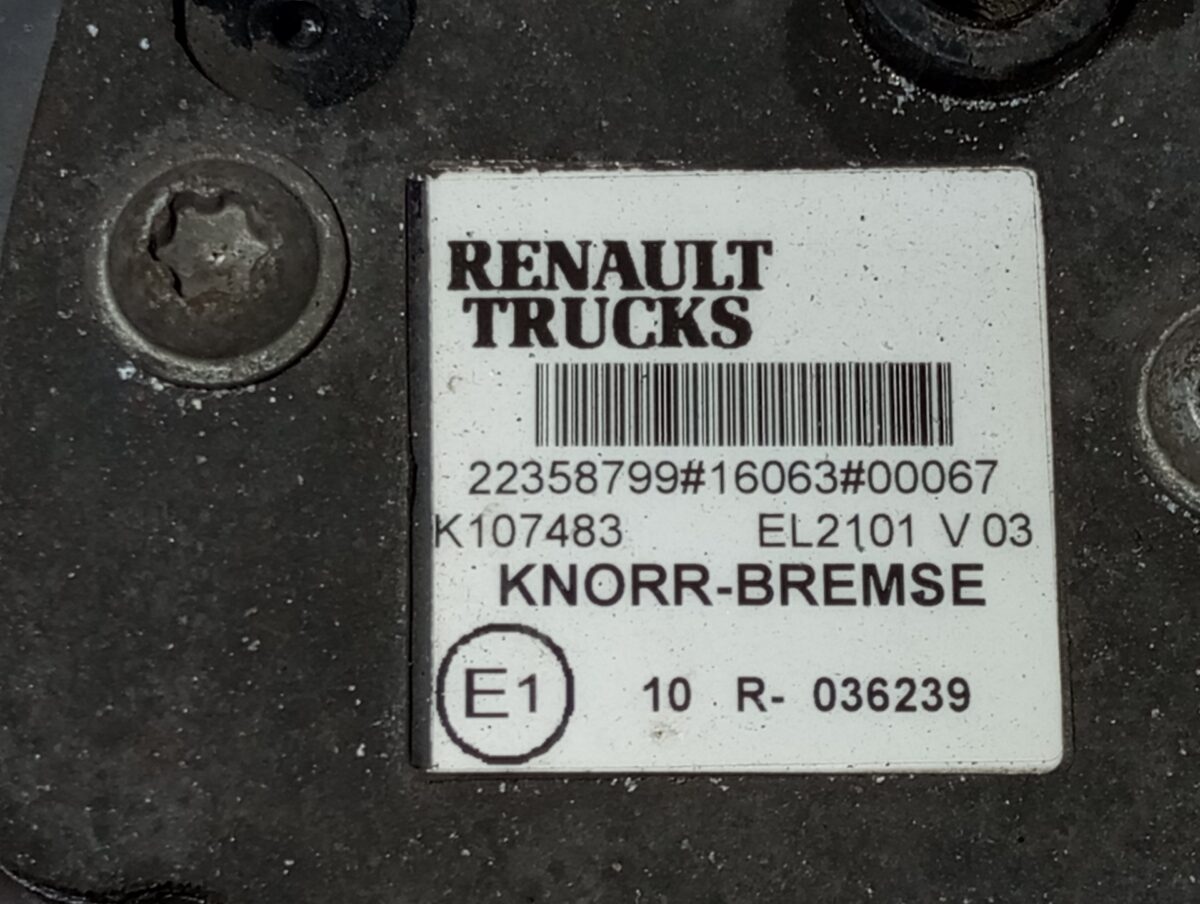 RENAULT
TRUCKS
22358799#16063#00067
K107483 EL2101 V 03
KNORR-BREMSE
E1 10 R- 036239